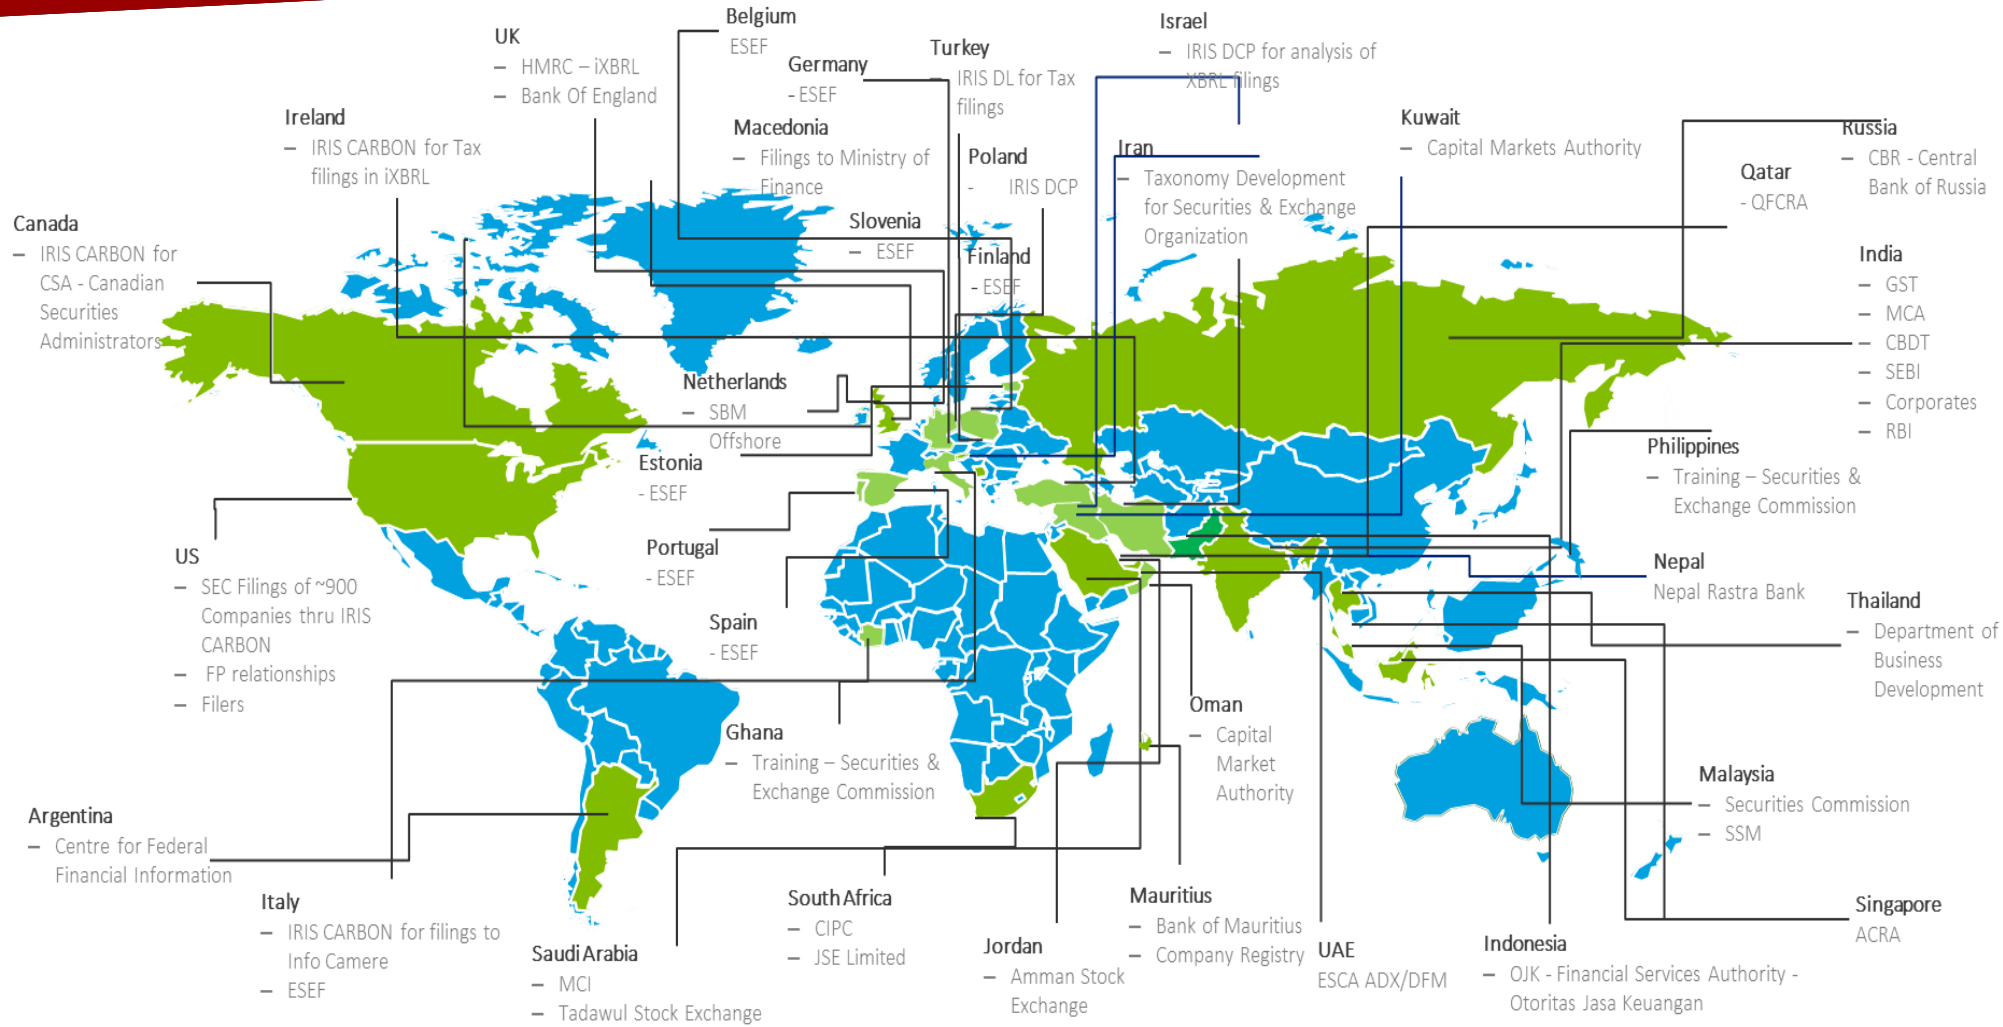 Belgium
ESEF
UK
– HMRC – iXBRL
– Bank Of England
Germany
- ESEF
Turkey
– IRIS DL for Tax
filings
Israel
– IRIS DCP for analysis of
XBRL filings
Ireland
– IRIS CARBON for Tax
filings in iXBRL
Macedonia
– Filings to Ministry of
Finance
Poland
- IRIS DCP
Iran
– Taxonomy Development
for Securities & Exchange
Organization
Kuwait
– Capital Markets Authority
Russia
– CBR - Central
Bank of Russia
Qatar
- QFCRA
Canada
– IRIS CARBON for
CSA - Canadian
Securities
Administrators
Slovenia
– ESEF
Finland
- ESEF
India
– GST
– MCA
– CBDT
– SEBI
– Corporates
– RBI
Netherlands
– SBM
Offshore
Estonia
- ESEF
Philippines
– Training – Securities &
Exchange Commission
Portugal
- ESEF
US
– SEC Filings of ~900
Companies thru IRIS
CARBON
– FP relationships
– Filers
Nepal
Nepal Rastra Bank
Spain
- ESEF
Thailand
– Department of
Business
Development
Ghana
– Training – Securities &
Exchange Commission
Oman
– Capital
Market
Authority
Malaysia
– Securities Commission
– SSM
Argentina
– Centre for Federal
Financial Information
Italy
– IRIS CARBON for filings to
Info Camere
– ESEF
Saudi Arabia
– MCI
– Tadawul Stock Exchange
South Africa
– CIPC
– JSE Limited
Jordan
– Amman Stock
Exchange
Mauritius
– Bank of Mauritius
– Company Registry
UAE
ESCA ADX/DFM
Indonesia
– OJK - Financial Services Authority -
Otoritas Jasa Keuangan
Singapore
ACRA